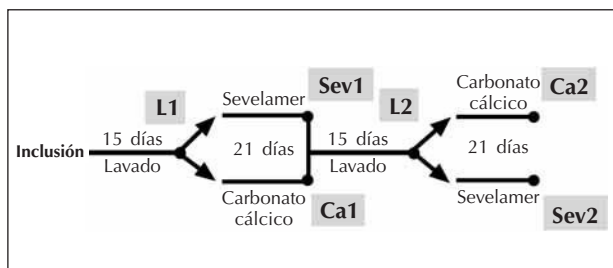 Inclusión
15 días
Lavado
L1
Sevelamer
Sev1
21 días
Carbonato
cálcico
Ca1
15 días
Lavado
L2
Carbonato
cálcico
Ca2
21 días
Sevelamer
Sev2